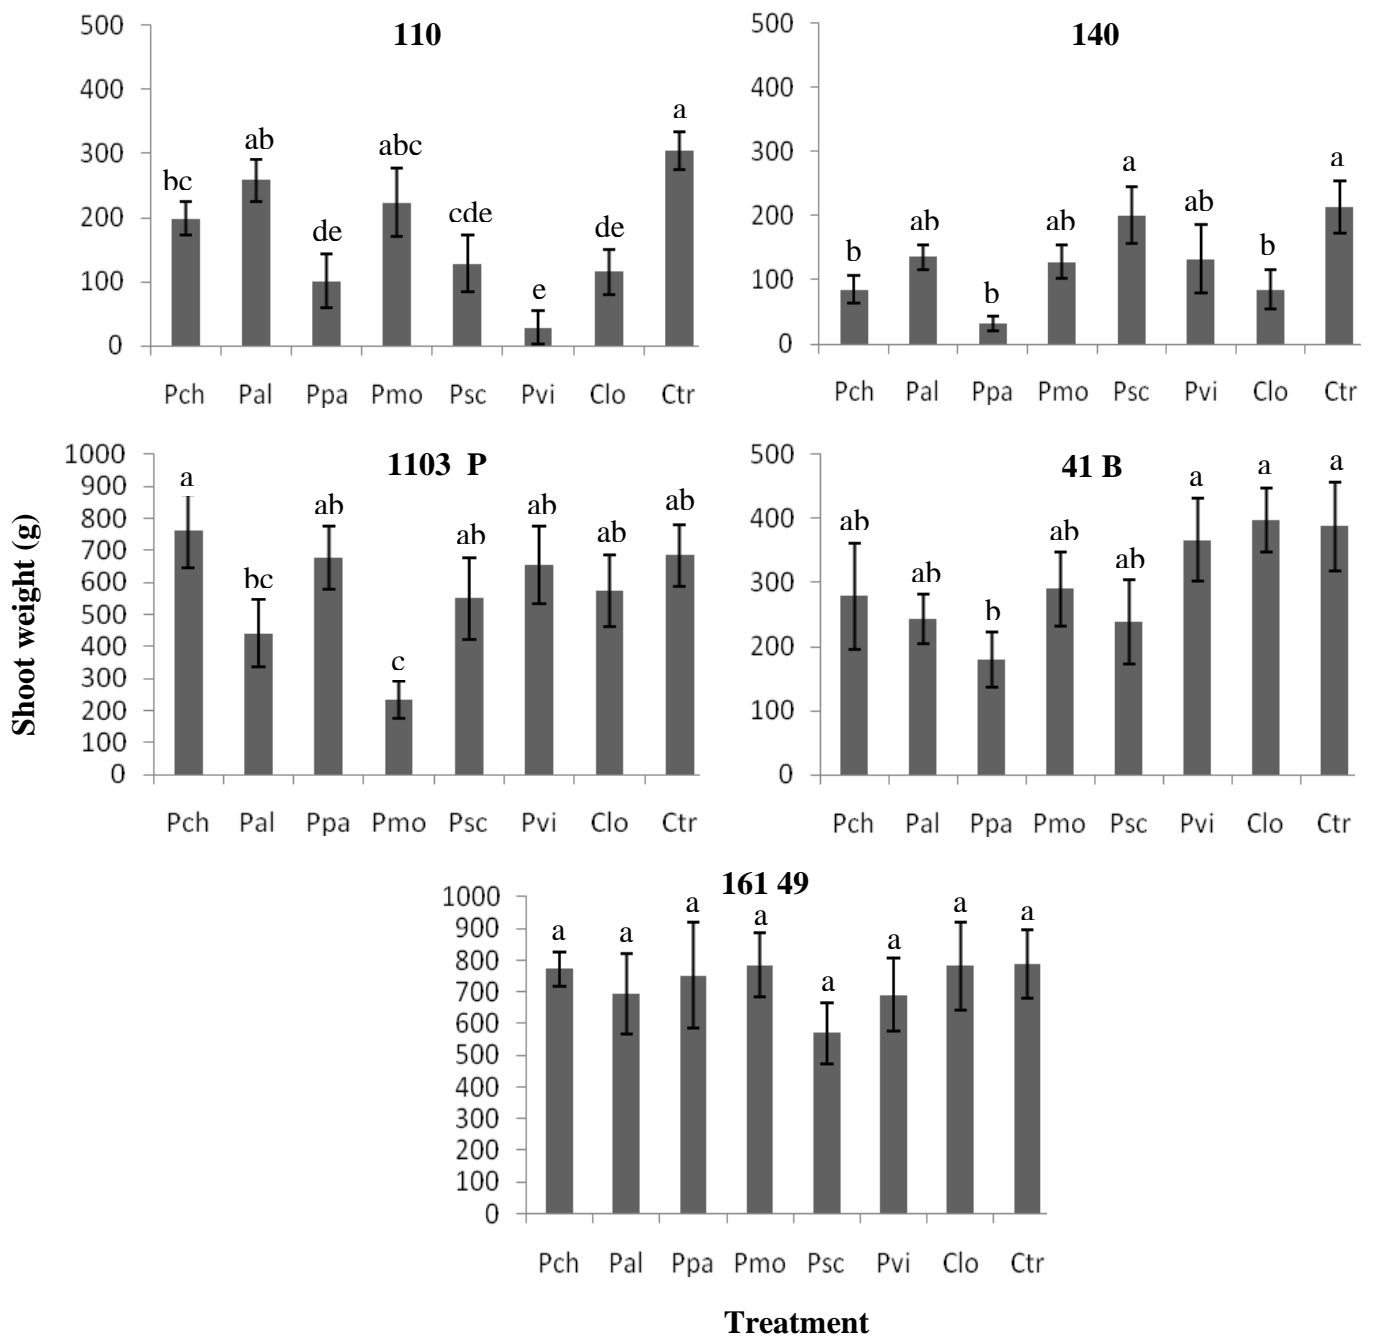 110
500
400
300
200
100
0
bc
ab
de
abc
cde
e
de
a
Pch Pal Ppa Pmo Psc Pvi Clo Ctr
140
500
400
300
200
100
0
b
ab
b
ab
a
ab
b
a
Pch Pal Ppa Pmo Psc Pvi Clo Ctr
Shoot weight (g)
1103 P
1000
900
800
700
600
500
400
300
200
100
0
a
bc
ab
c
ab
ab
ab
ab
Pch Pal Ppa Pmo Psc Pvi Clo Ctr
41 B
500
400
300
200
100
0
ab
ab
b
ab
ab
a
a
a
Pch Pal Ppa Pmo Psc Pvi Clo Ctr
161 49
1000
900
800
700
600
500
400
300
200
100
0
a
a
a
a
a
a
a
a
Pch Pal Ppa Pmo Psc Pvi Clo Ctr
Treatment